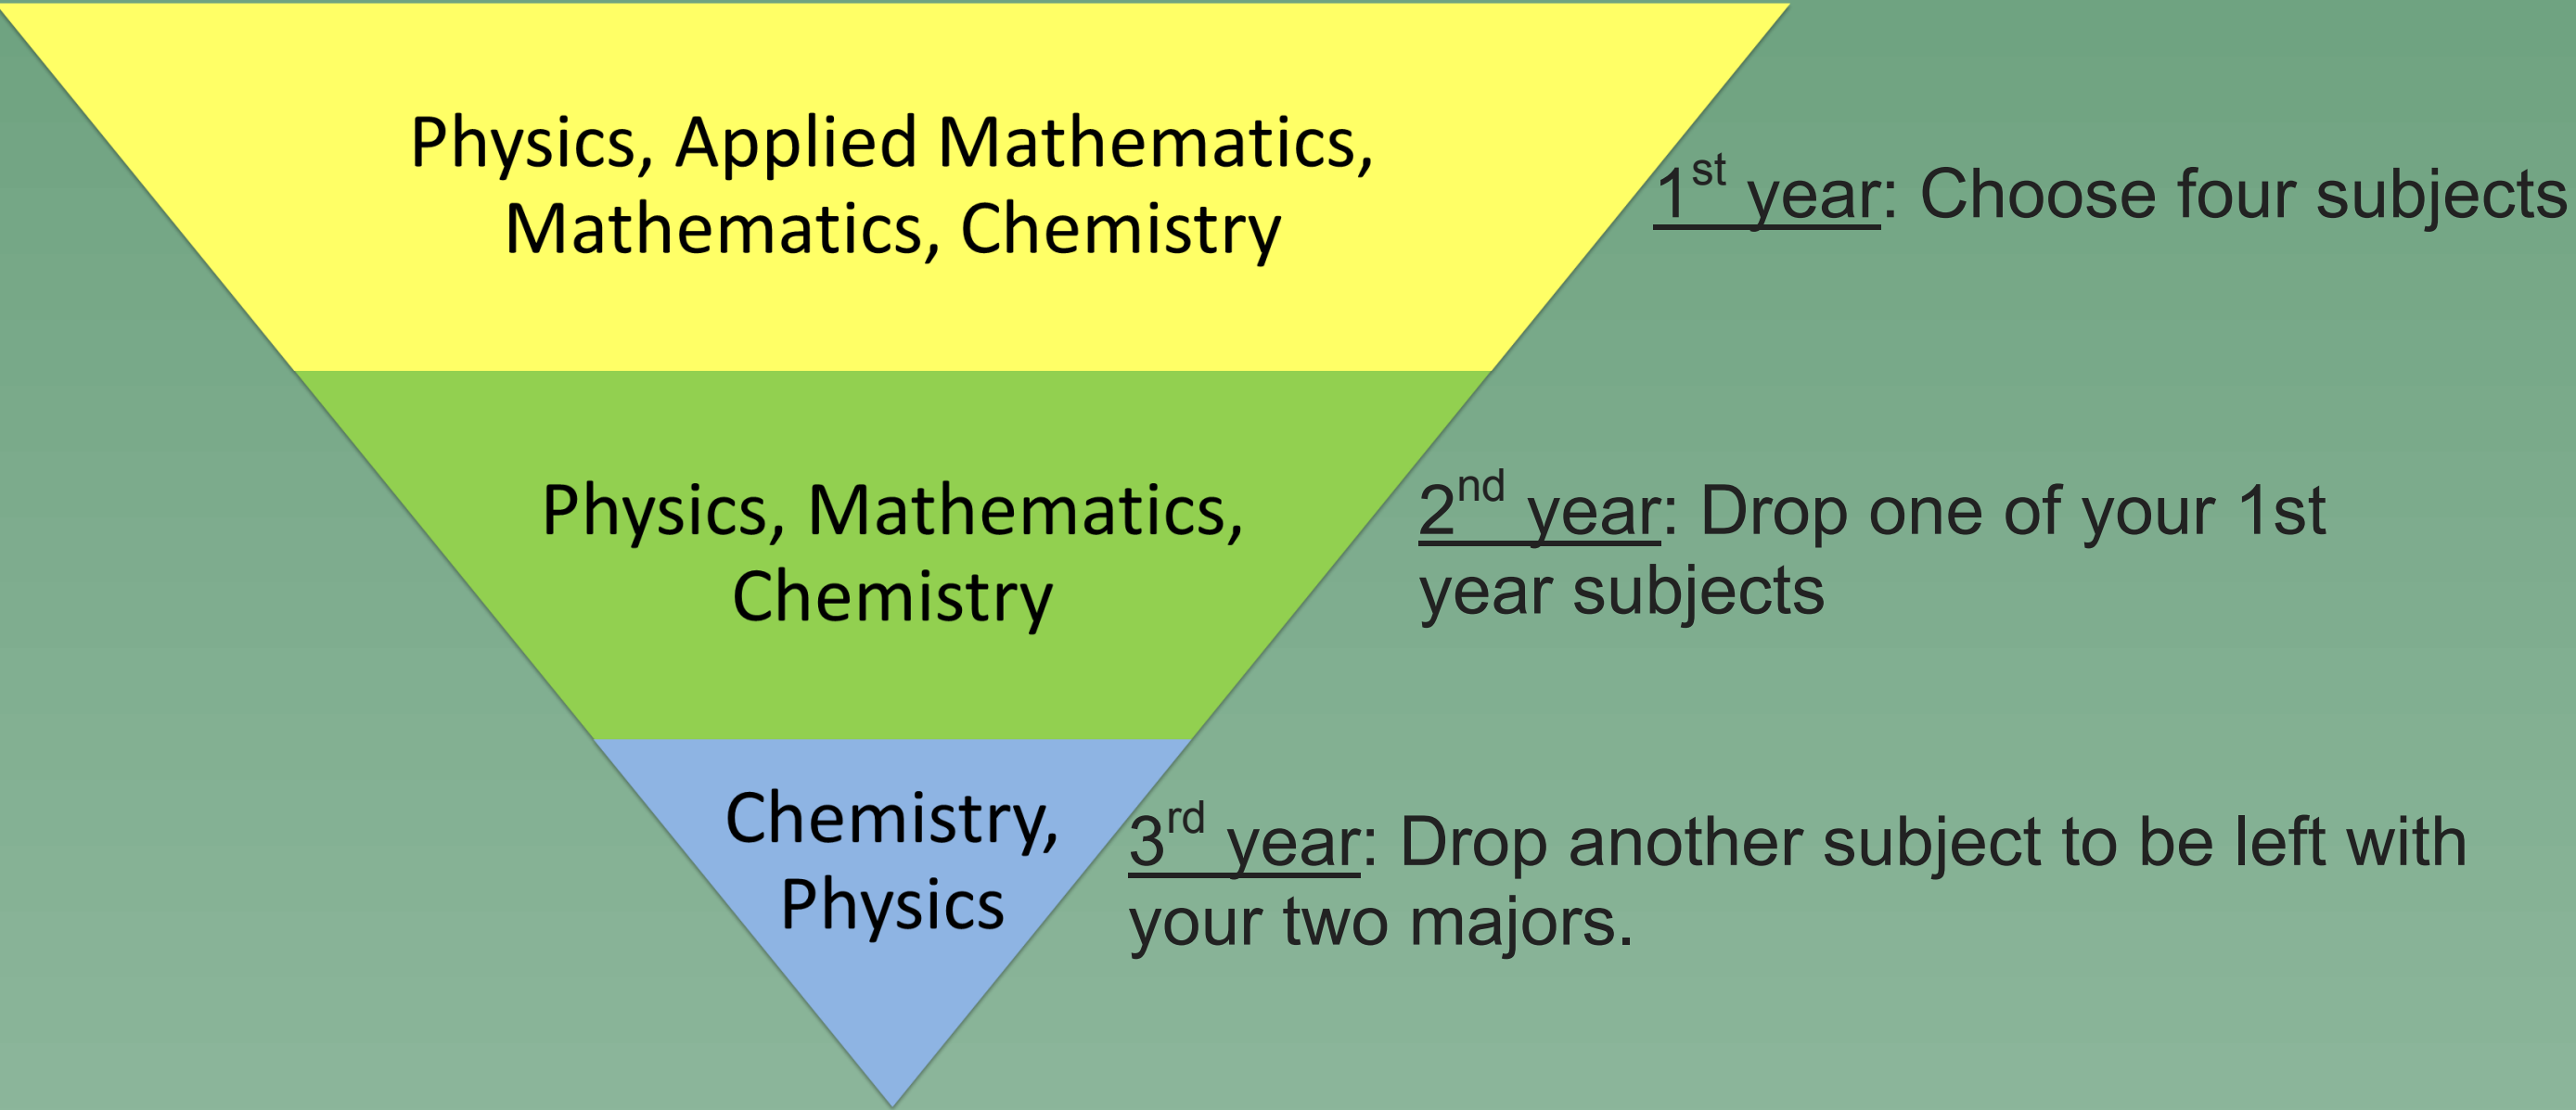 Physics, Applied Mathematics,
Mathematics, Chemistry
1st year: Choose four subjects
Physics, Mathematics,
Chemistry
2nd year: Drop one of your 1st
year subjects
Chemistry,
Physics
3rd year: Drop another subject to be left with
your two majors.